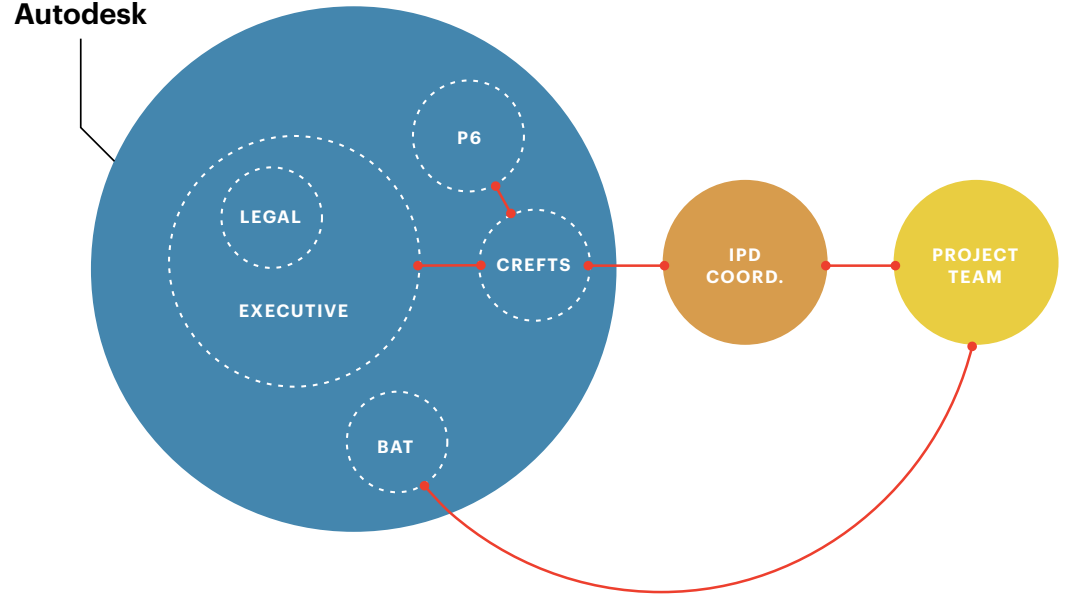 Autodesk
P6
LEGAL
CREFTS
EXECUTIVE
BAT
IPD
COORD.
PROJECT
TEAM